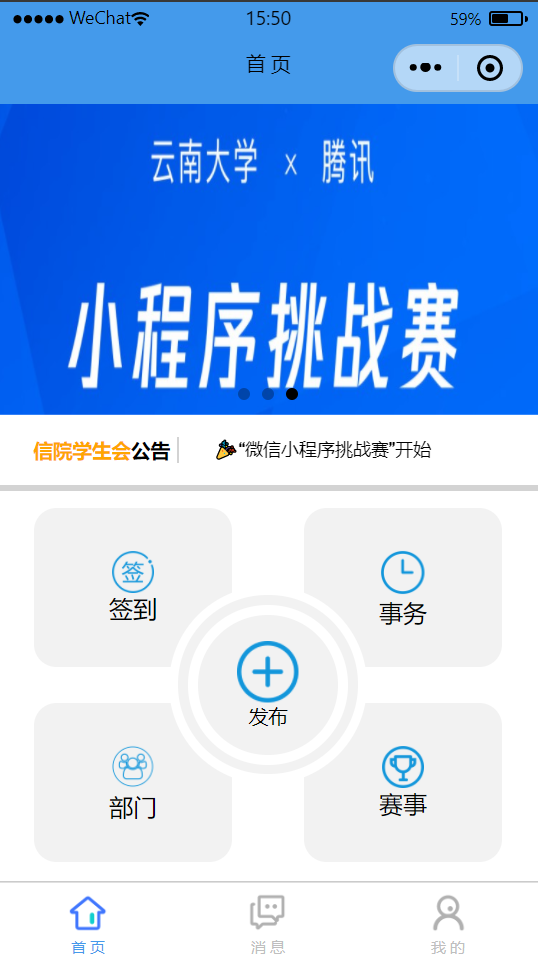 WeChat 15:50 59%
首页
云南大学 × 腾讯
小程序挑战赛
信院学生会公告 “微信小程序挑战赛”开始
签
签到
事务
发布
部门
赛事
首页 消息 我的